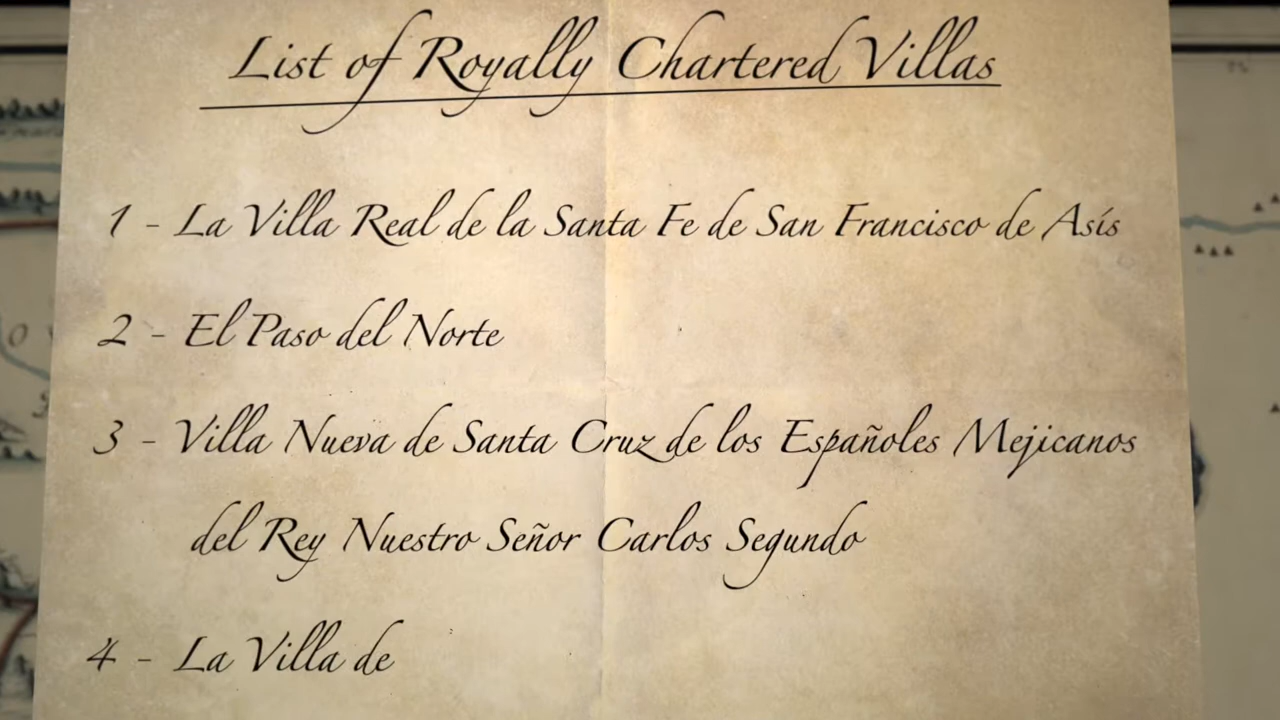 List of Royally Chartered Villas
1 - La Villa Real de la Santa Fe de San Francisco de Asís
2 - El Paso del Norte
3 - Villa Nueva de Santa Cruz de los Españoles Mejicanos
del Rey Nuestro Señor Carlos Segundo
4 - La Villa de